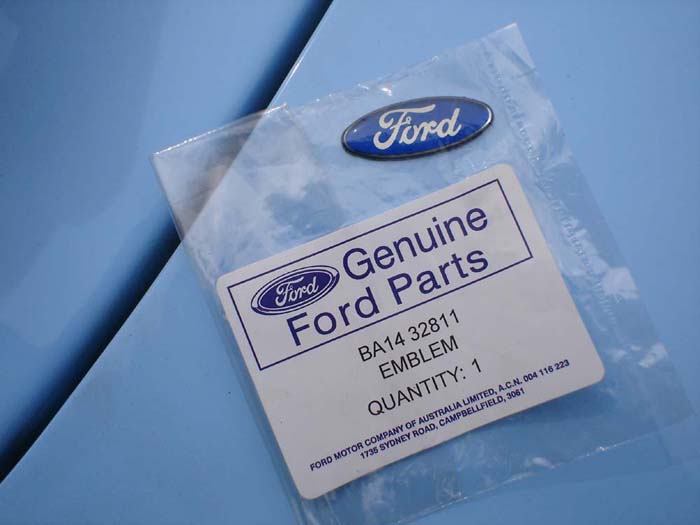 Ford
Genuine
Ford
Ford Parts
BA14 32811
EMBLEM
QUANTITY: 1
FORD MOTOR COMPANY OF AUSTRALIA LIMITED, A.C.N. 004 116 223
1735 SYDNEY ROAD, CAMPBELLFIELD, 3061